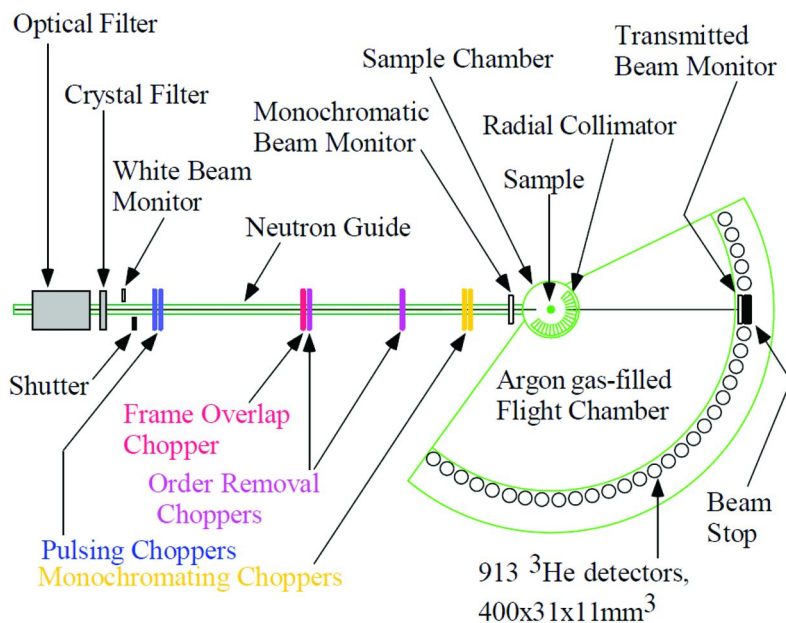 Optical Filter
Crystal Filter
White Beam
Monitor
Neutron Guide
Monochromatic
Beam Monitor
Sample Chamber
Radial Collimator
Sample
Transmitted
Beam Monitor
Shutter
Frame Overlap
Chopper
Order Removal
Choppers
Pulsing Choppers
Monochromating Choppers
Argon gas-filled
Flight Chamber
Beam
Stop
913 ³He detectors,
400x31x11mm³